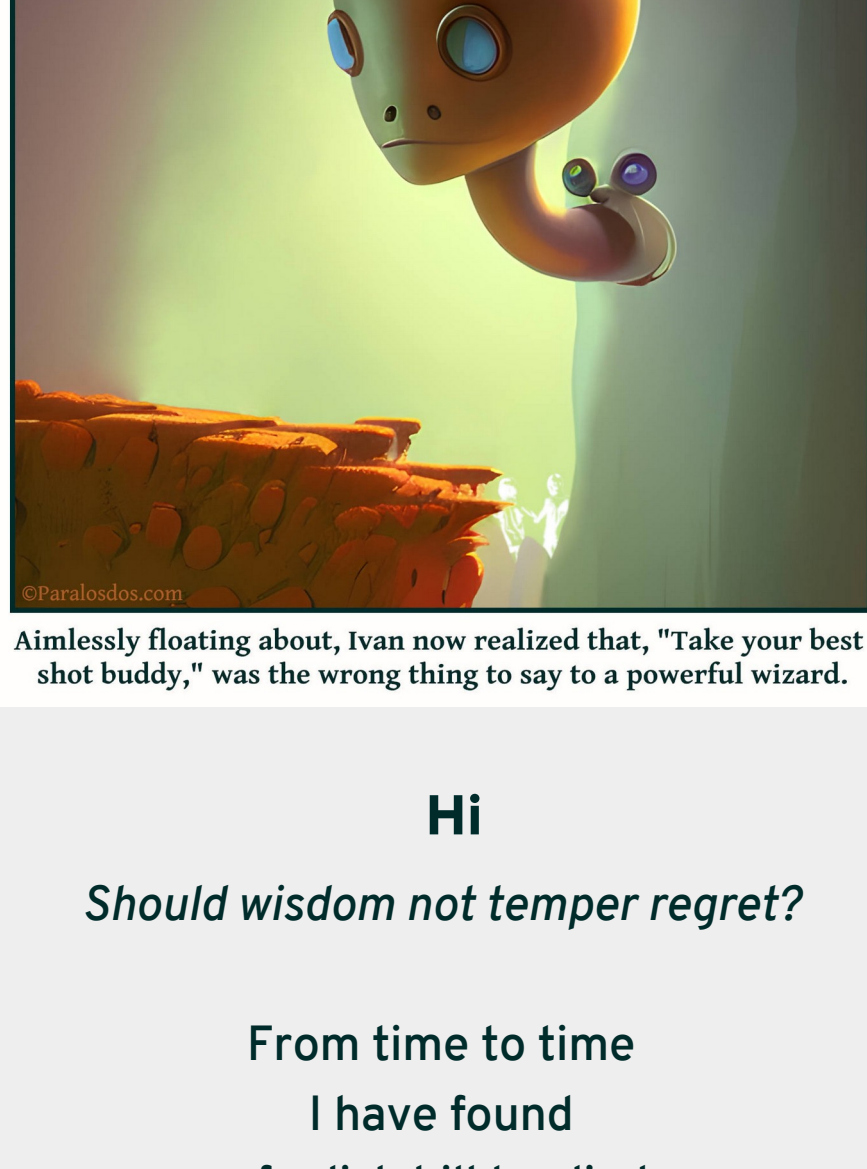 ©Paralosdos.com
Aimlessly floating about, Ivan now realized that, "Take your best
shot buddy," was the wrong thing to say to a powerful wizard.
Hi
Should wisdom not temper regret?
From time to time
I have found